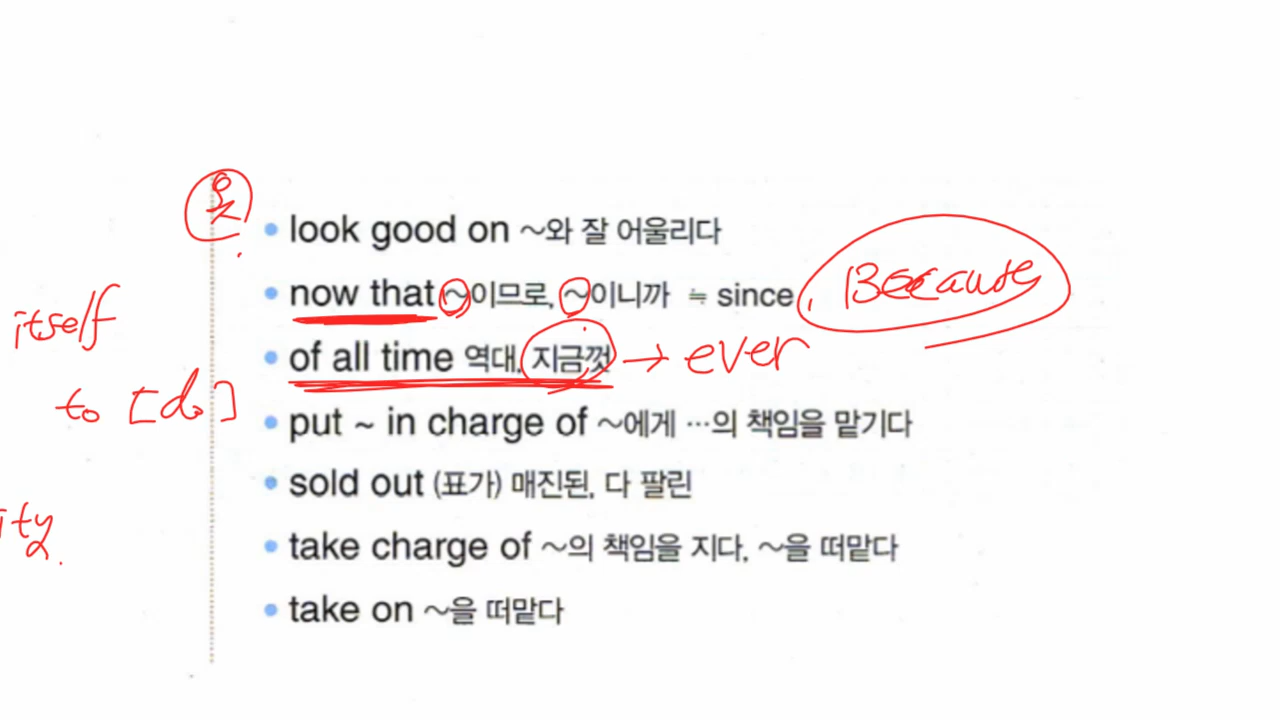 옷
• look good on ~와 잘 어울리다
• now that ~이므로, ~이니까 ≒ since, Because
itself
• of all time 역대, 지금껏 → ever
to [do]
• put ~ in charge of ~에게 …의 책임을 맡기다
• sold out (표가) 매진된, 다 팔린
ity
• take charge of ~의 책임을 지다, ~을 떠맡다
• take on ~을 떠맡다